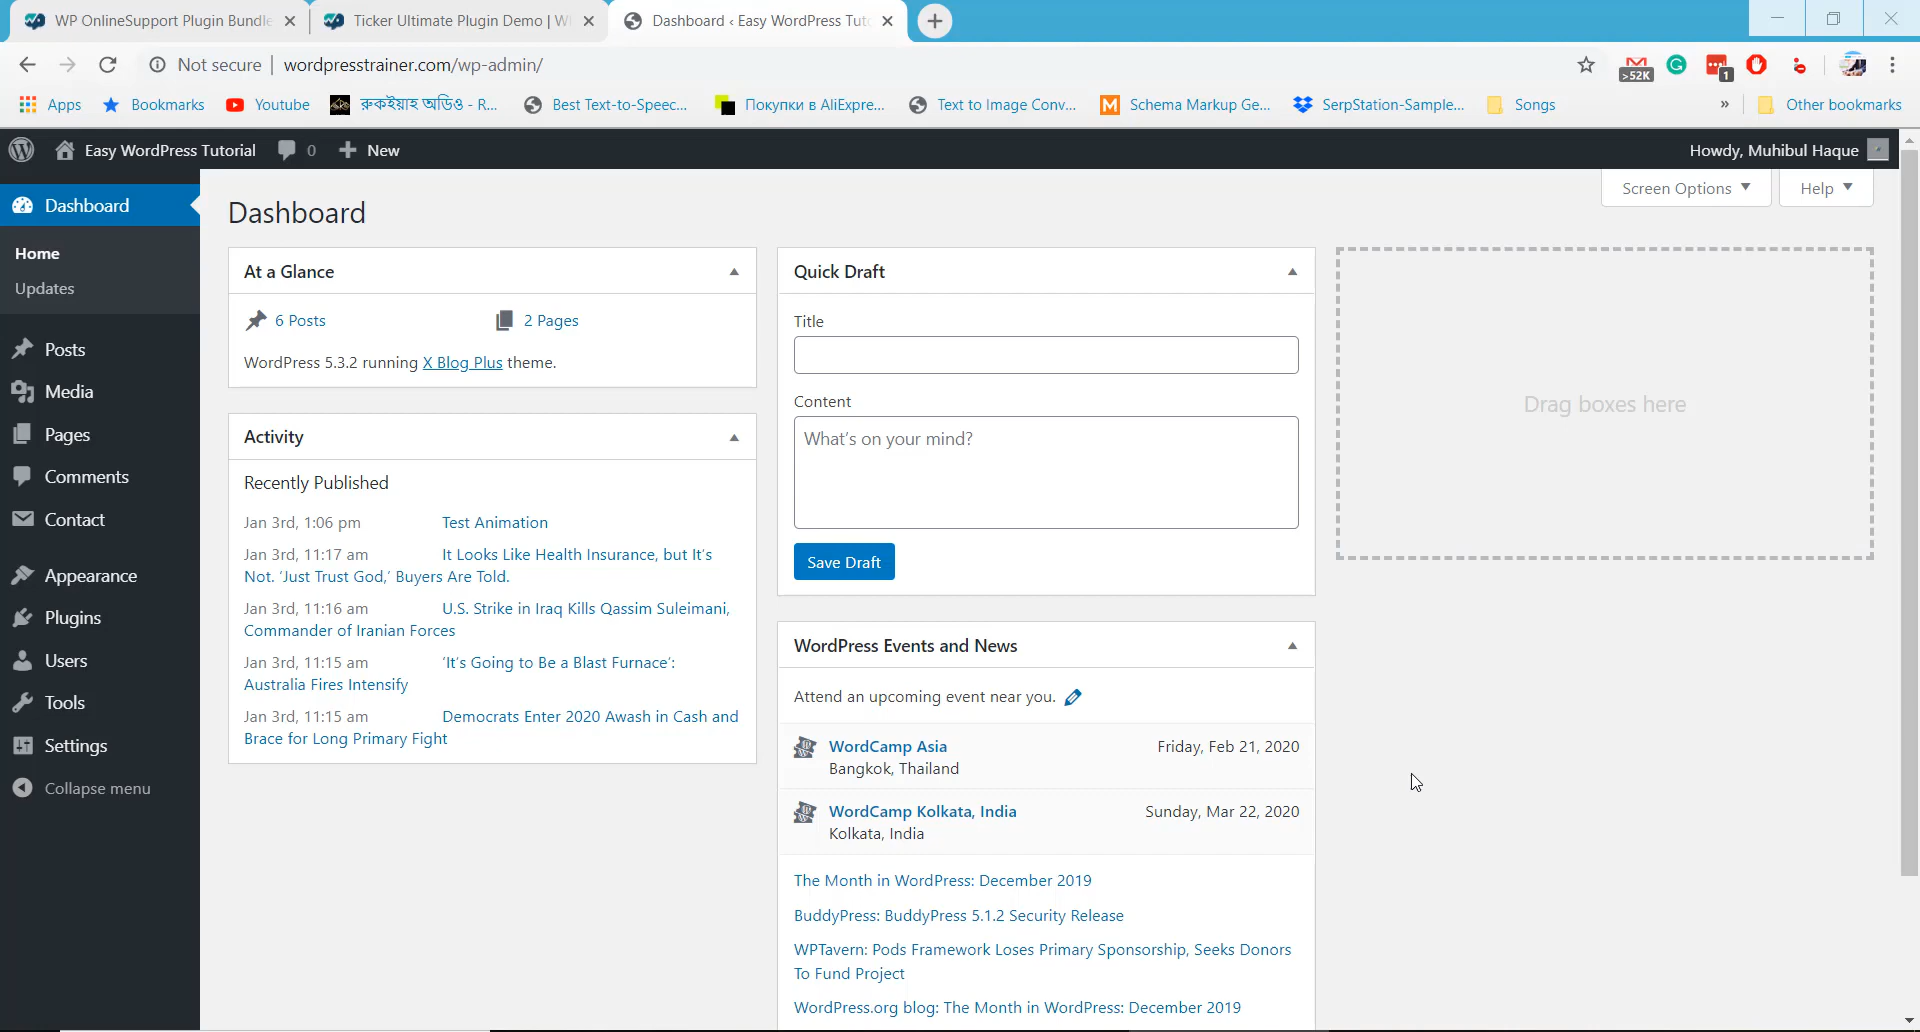 WP OnlineSupport Plugin Bundle
Ticker Ultimate Plugin Demo | W
Dashboard ‹ Easy WordPress Tut
Not secure | wordpresstrainer.com/wp-admin/
>52K
1
Apps
Bookmarks
Youtube
রুকইয়াহ অডিও - R...
Best Text-to-Speec...
Покупки в AliExpre...
Text to Image Conv...
Schema Markup Ge...
SerpStation-Sample...
Songs
»
Other bookmarks
Easy WordPress Tutorial
0
New
Howdy, Muhibul Haque
Screen Options
Help
Dashboard
Home
Updates
Posts
Media
Pages
Comments
Contact
Appearance
Plugins
Users
Tools
Settings
Collapse menu
Dashboard
At a Glance
6 Posts
2 Pages
WordPress 5.3.2 running X Blog Plus theme.
Activity
Recently Published
Jan 3rd, 1:06 pm Test Animation
Jan 3rd, 11:17 am It Looks Like Health Insurance, but It’s
Not. ‘Just Trust God,’ Buyers Are Told.
Jan 3rd, 11:16 am U.S. Strike in Iraq Kills Qassim Suleimani,
Commander of Iranian Forces
Jan 3rd, 11:15 am ‘It’s Going to Be a Blast Furnace’:
Australia Fires Intensify
Jan 3rd, 11:15 am Democrats Enter 2020 Awash in Cash and
Brace for Long Primary Fight
Quick Draft
Title
Content
What’s on your mind?
Save Draft
WordPress Events and News
Attend an upcoming event near you.
WordCamp Asia Friday, Feb 21, 2020
Bangkok, Thailand
WordCamp Kolkata, India Sunday, Mar 22, 2020
Kolkata, India
The Month in WordPress: December 2019
BuddyPress: BuddyPress 5.1.2 Security Release
WPTavern: Pods Framework Loses Primary Sponsorship, Seeks Donors
To Fund Project
WordPress.org blog: The Month in WordPress: December 2019
Drag boxes here